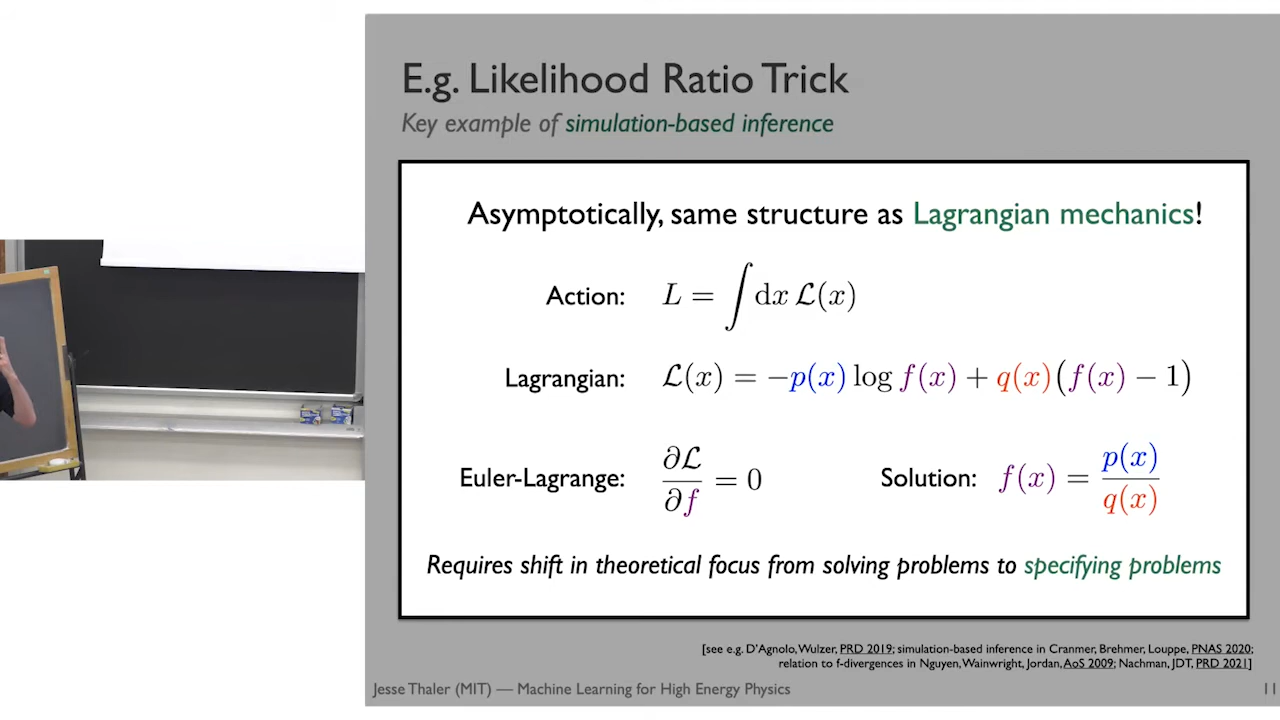 E.g. Likelihood Ratio Trick
Key example of simulation-based inference
Asymptotically, same structure as Lagrangian mechanics!
Action: L = ∫ dx ℒ(x)
Lagrangian: ℒ(x) = −p(x) log f(x) + q(x)(f(x) − 1)
Euler-Lagrange: ∂ℒ/∂f = 0 Solution: f(x) = p(x)/q(x)
Requires shift in theoretical focus from solving problems to specifying problems
[see e.g. D'Agnolo, Wulzer, PRD 2019; simulation-based inference in Cranmer, Brehmer, Louppe, PNAS 2020;
relation to f-divergences in Nguyen, Wainwright, Jordan, AoS 2009; Nachman, JDT, PRD 2021]
Jesse Thaler (MIT) — Machine Learning for High Energy Physics 11